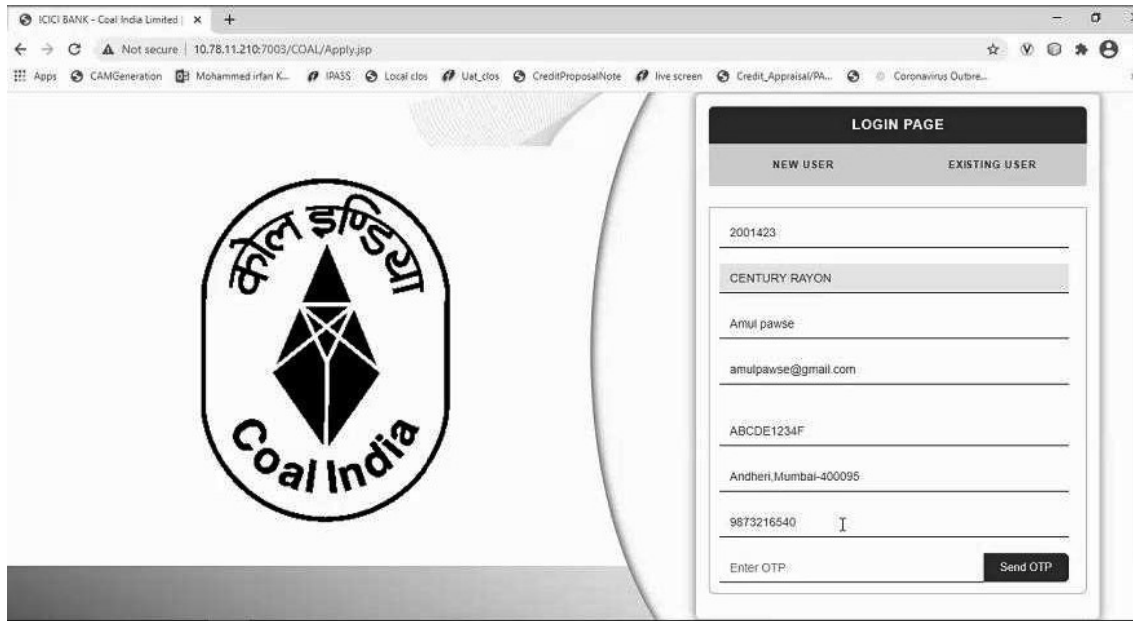 ICICI BANK - Coal India Limited |
Not secure | 10.78.11.210:7003/COAL/Apply.jsp
Apps CAMGeneration Mohammed irfan K... IPASS Local clos Uat_clos CreditProposalNote live screen Credit_Appraisal/PA... Coronavirus Outbre...
LOGIN PAGE
NEW USER EXISTING USER
कोल इण्डिया
Coal India
2001423
CENTURY RAYON
Amul pawse
amulpawse@gmail.com
ABCDE1234F
Andheri,Mumbai-400095
9873216540
Enter OTP Send OTP